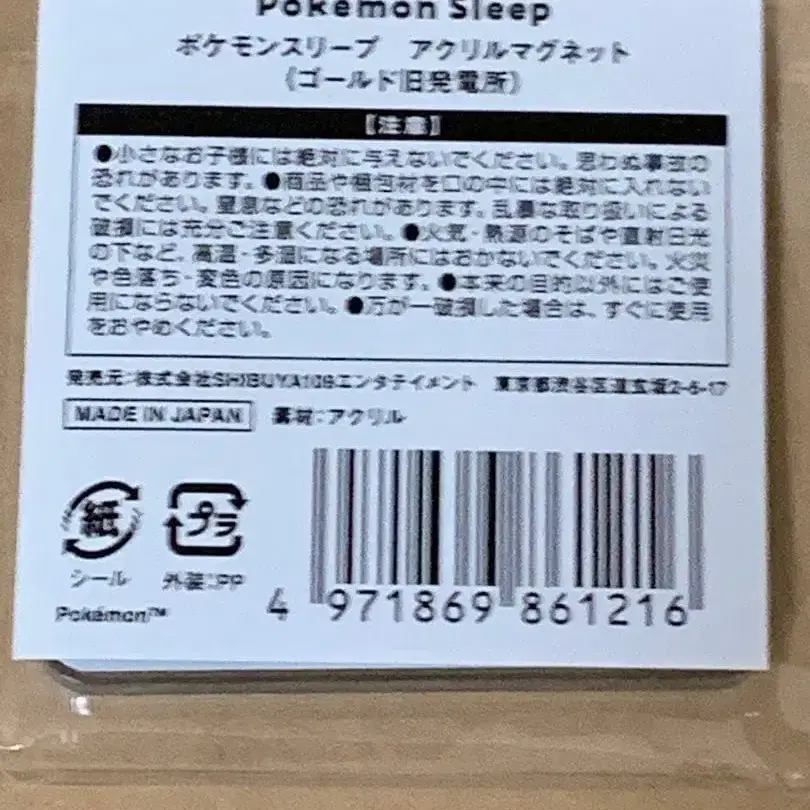 Pokémon Sleep
ポケモンスリープ アクリルマグネット
(ゴールド旧発電所)
【注意】
●小さなお子様には絶対に与えないでください。思わぬ事故の
恐れがあります。●商品や梱包材を口の中には絶対に入れない
でください。窒息などの恐れがあります。乱暴な取り扱いによる
破損には充分ご注意ください。●火気・熱源のそばや直射日光
の下など、高温・多湿になる場所にはおかないでください。火災
や色落ち・変色の原因になります。●本来の目的以外にはご使
用にならないでください。●万が一破損した場合は、すぐに使用
をおやめください。
発売元:株式会社SHIBUYA109エンタテイメント 東京都渋谷区道玄坂2-6-17
MADE IN JAPAN 素材:アクリル
紙 プラ
シール 外装:PP
Pokémon™
4 971869 861216